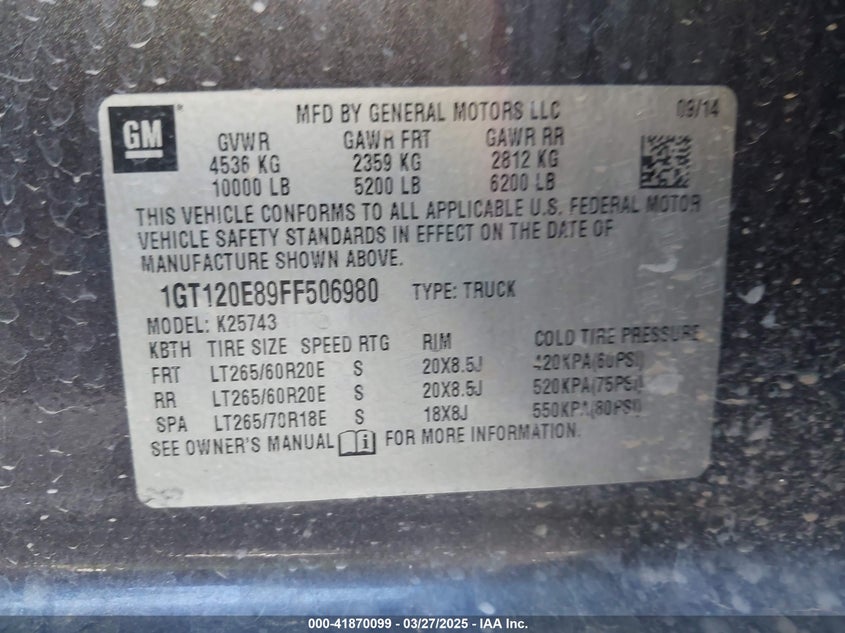 GM
MFD BY GENERAL MOTORS LLC 09/14
GVWR GAWR FRT GAWR RR
4536 KG 2359 KG 2812 KG
10000 LB 5200 LB 6200 LB
THIS VEHICLE CONFORMS TO ALL APPLICABLE U.S. FEDERAL MOTOR
VEHICLE SAFETY STANDARDS IN EFFECT ON THE DATE OF
MANUFACTURE SHOWN ABOVE.
1GT120E89FF506980 TYPE: TRUCK
MODEL: K25743
KBTH TIRE SIZE SPEED RTG RIM COLD TIRE PRESSURE
FRT LT265/60R20E S 20X8.5J 420KPA(60PSI)
RR LT265/60R20E S 20X8.5J 520KPA(75PSI)
SPA LT265/70R18E S 18X8J 550KPA(80PSI)
SEE OWNER'S MANUAL FOR MORE INFORMATION.
000-41870099 - 03/27/2025 - IAA Inc.